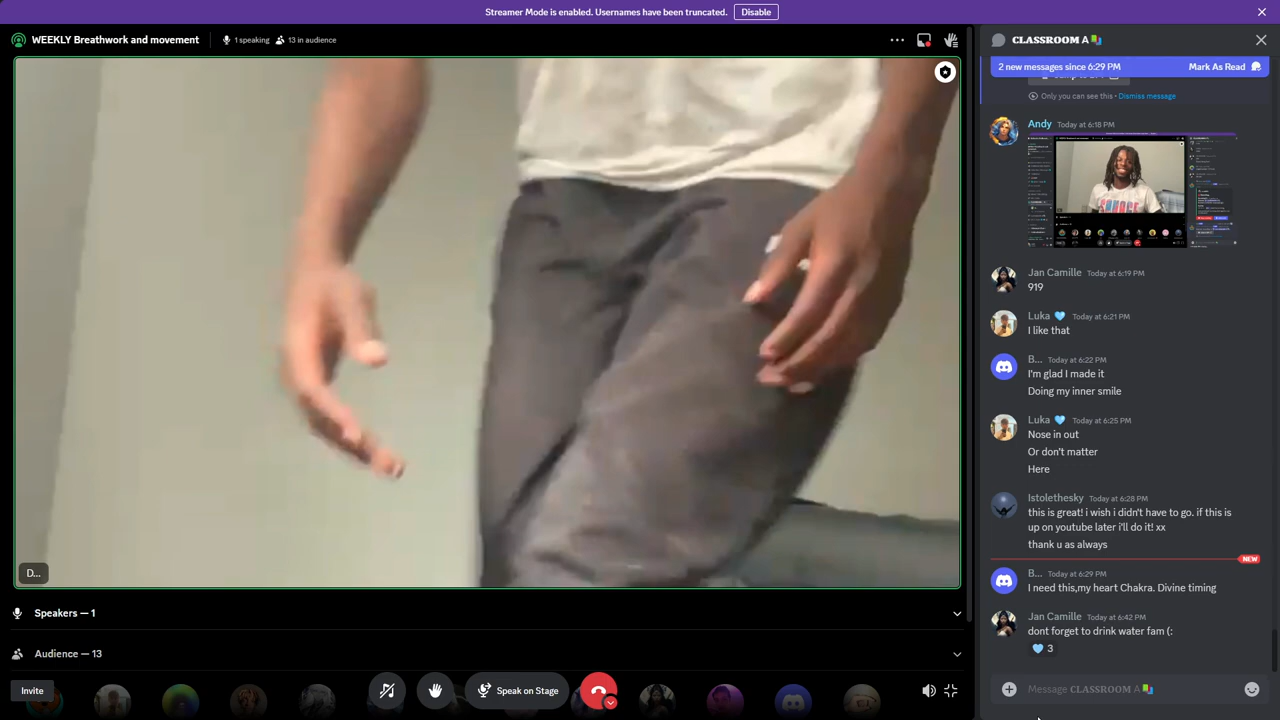 Streamer Mode is enabled. Usernames have been truncated. Disable
WEEKLY Breathwork and movement
1 speaking 13 in audience
CLASSROOM A
2 new messages since 6:29 PM Mark As Read
Only you can see this • Dismiss message
Andy Today at 6:18 PM
Jan Camille Today at 6:19 PM
919
Luka 💙 Today at 6:21 PM
I like that
B... Today at 6:22 PM
I'm glad I made it
Doing my inner smile
Luka 💙 Today at 6:25 PM
Nose in out
Or don't matter
Here
Istolethesky Today at 6:28 PM
this is great! i wish i didn't have to go. if this is
up on youtube later i'll do it! xx
thank u as always
NEW
B... Today at 6:29 PM
I need this,my heart Chakra. Divine timing
Jan Camille Today at 6:42 PM
dont forget to drink water fam (:
💙 3
Message CLASSROOM A
D...
Speakers — 1
Audience — 13
Invite
Speak on Stage